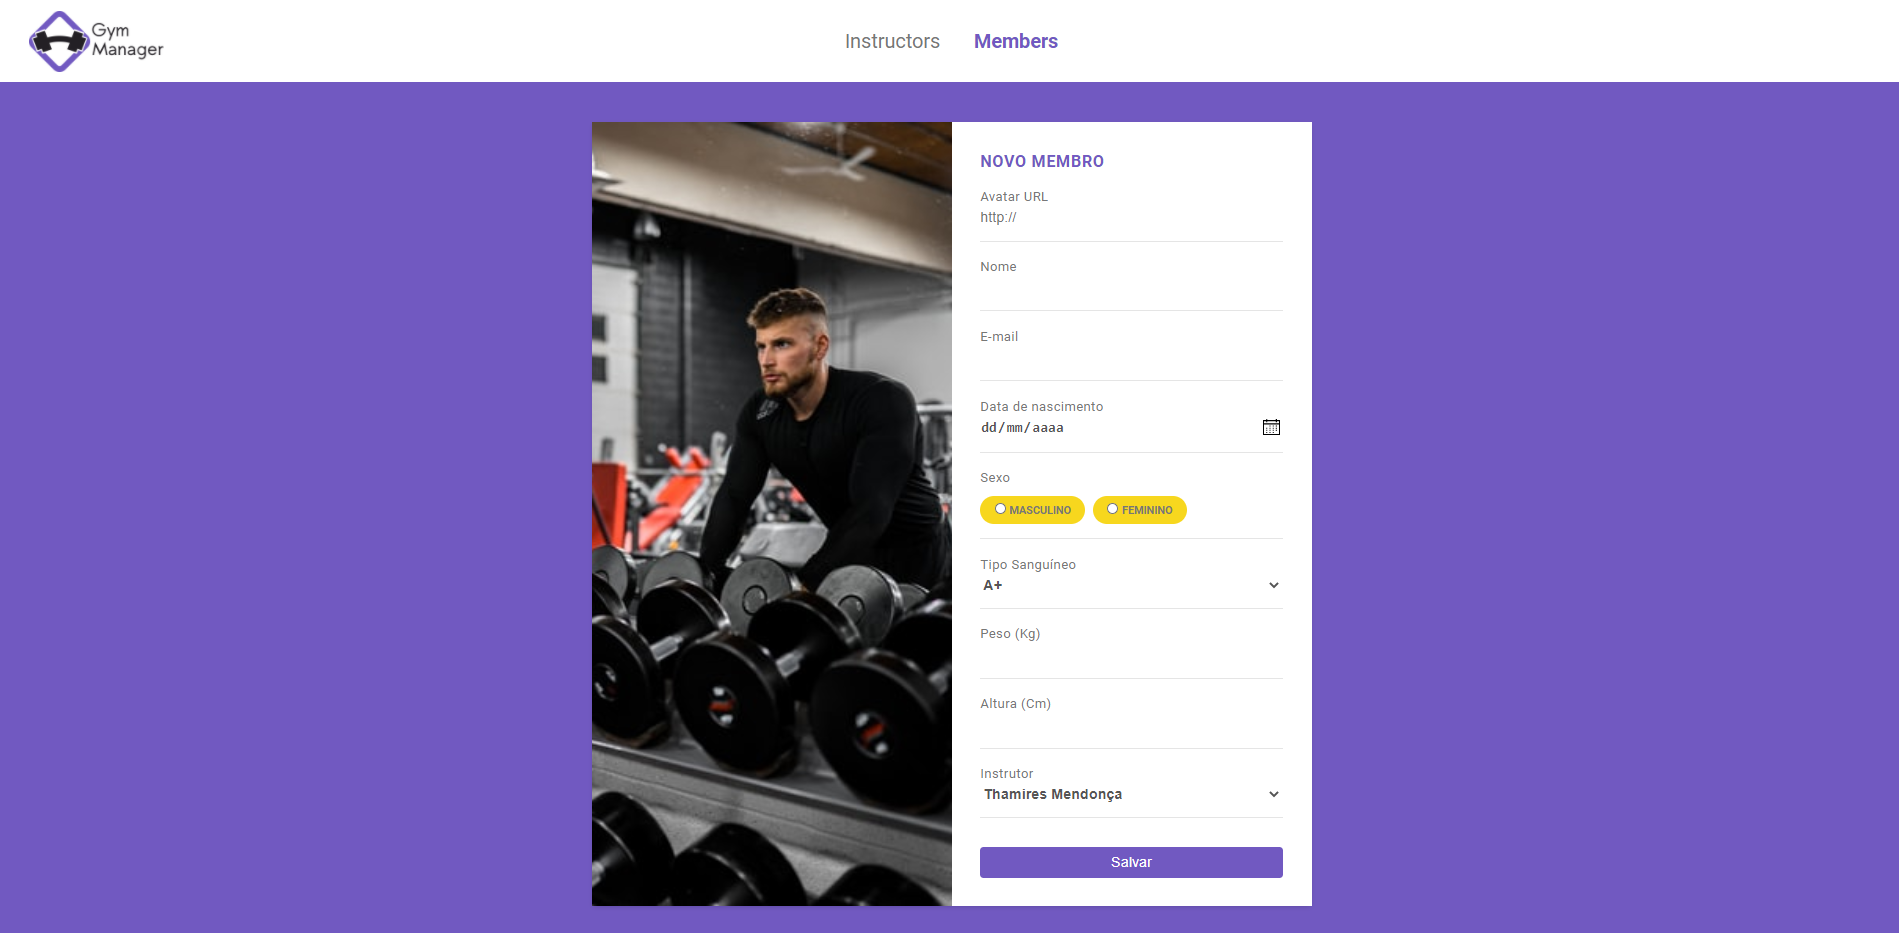 Gym
Manager
Instructors Members
NOVO MEMBRO
Avatar URL
http://
Nome
E-mail
Data de nascimento
dd/mm/aaaa
Sexo
MASCULINO FEMININO
Tipo Sanguíneo
A+
Peso (Kg)
Altura (Cm)
Instrutor
Thamires Mendonça
Salvar